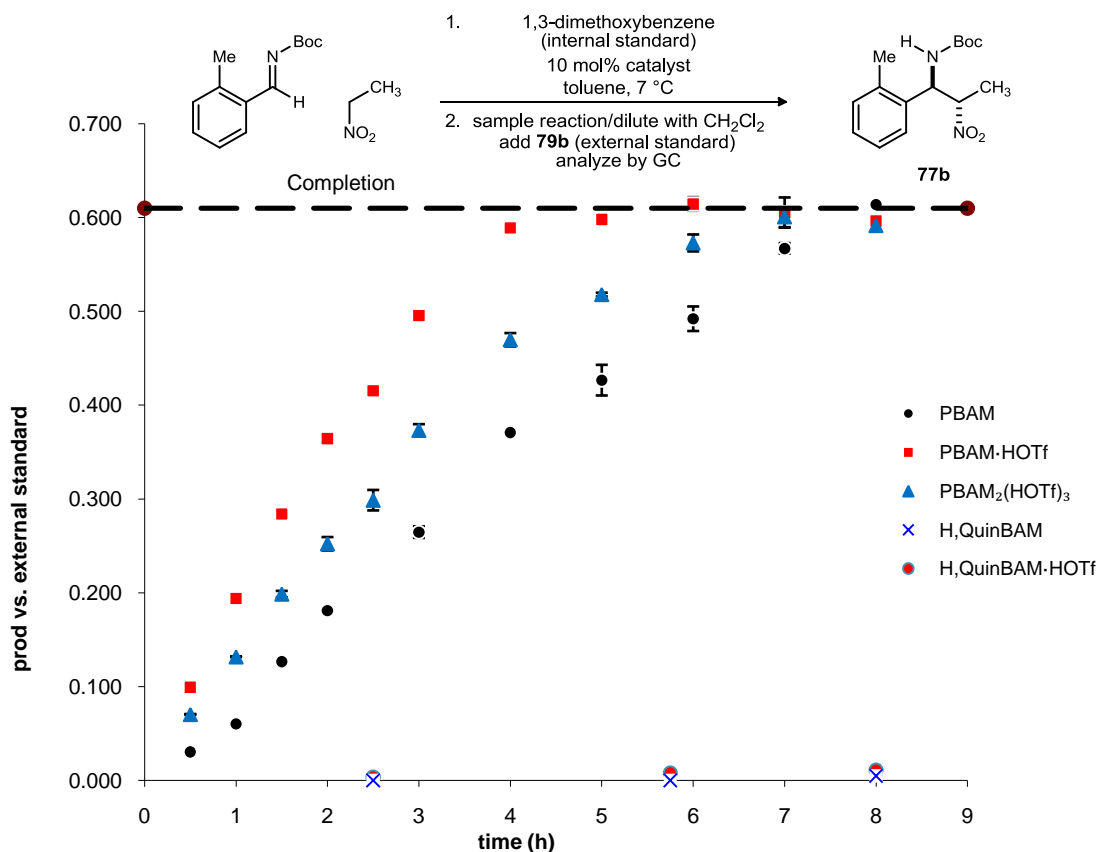 1. 1,3-dimethoxybenzene
(internal standard)
10 mol% catalyst
toluene, 7 °C
2. sample reaction/dilute with CH₂Cl₂
add 79b (external standard)
analyze by GC
Me
N
Boc
H
CH₃
NO₂
H
N
Boc
Me
CH₃
NO₂
77b
Completion
prod vs. external standard
0.700
0.600
0.500
0.400
0.300
0.200
0.100
0.000
PBAM
PBAM·HOTf
PBAM₂(HOTf)₃
H,QuinBAM
H,QuinBAM·HOTf
0 1 2 3 4 5 6 7 8 9
time (h)